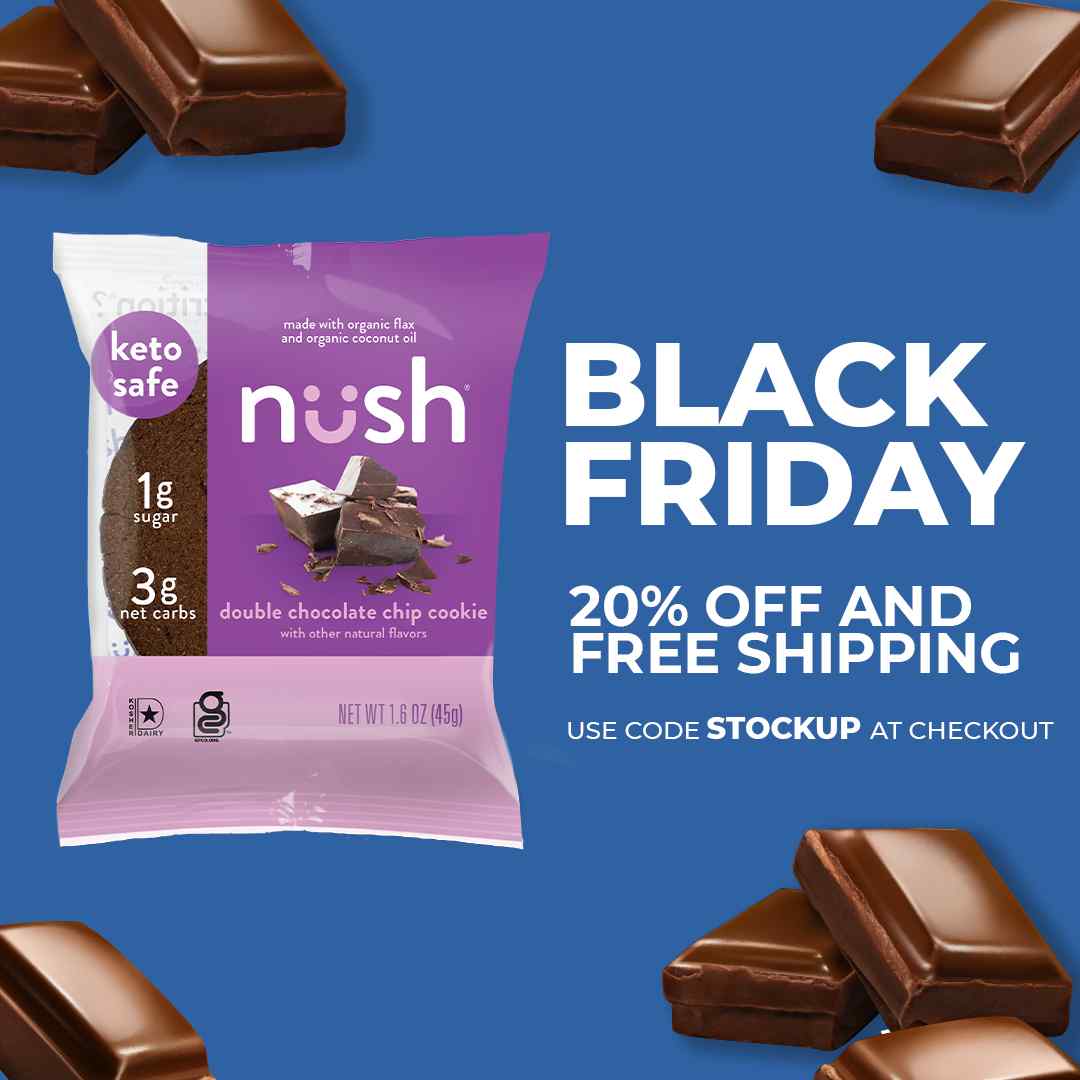 keto
safe
1g
sugar
3g
net carbs
made with organic flax
and organic coconut oil
nüsh®
double chocolate chip cookie
with other natural flavors
KOSHER
DAIRY
NET WT 1.6 OZ (45g)
BLACK
FRIDAY
20% OFF AND
FREE SHIPPING
USE CODE STOCKUP AT CHECKOUT